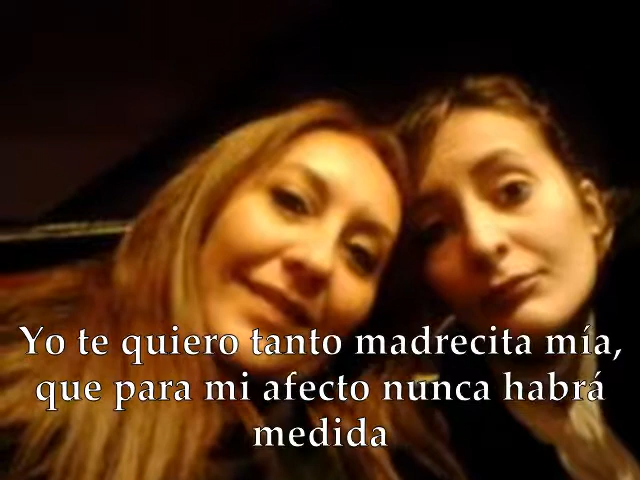 Yo te quiero tanto madrecita mía,
que para mi afecto nunca habrá
medida